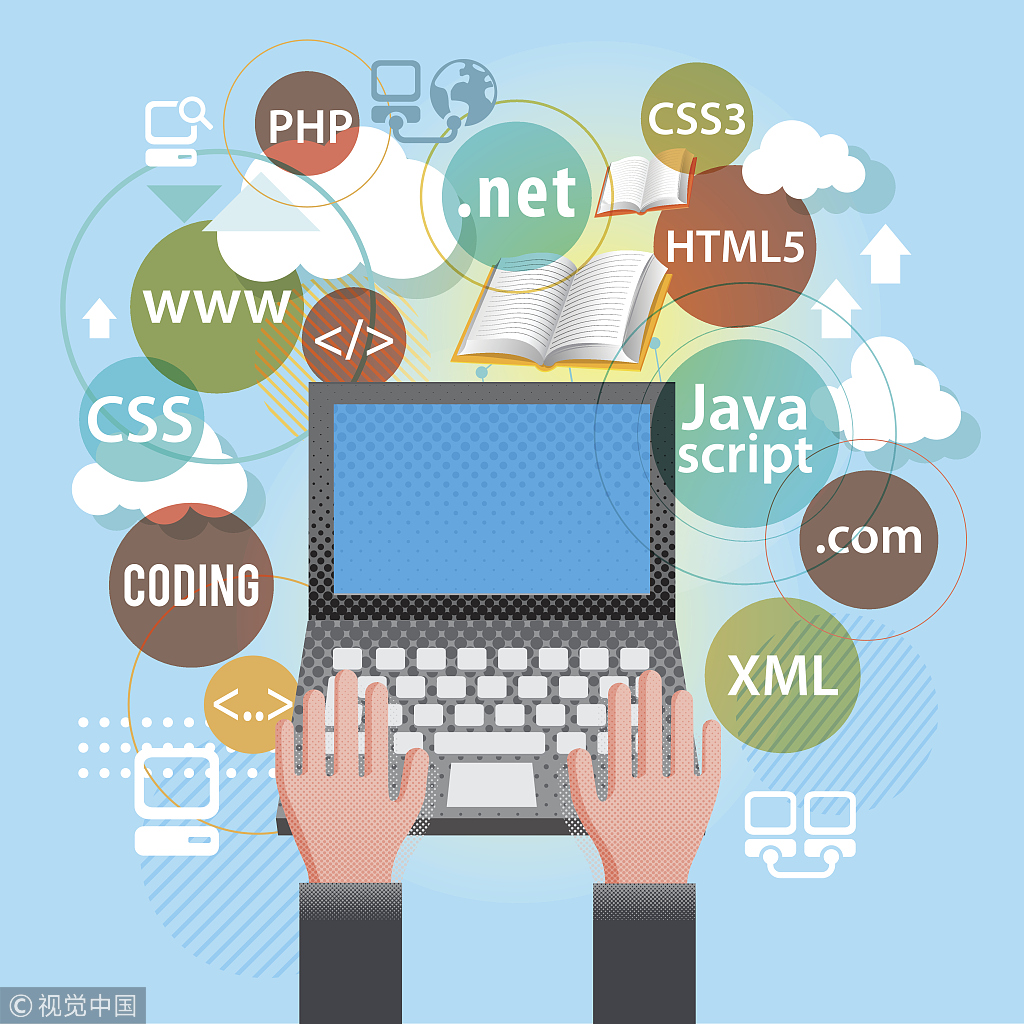 PHP
CSS3
.net
HTML5
www
</>
Java
script
CSS
.com
CODING
XML
<..>
© 视觉中国